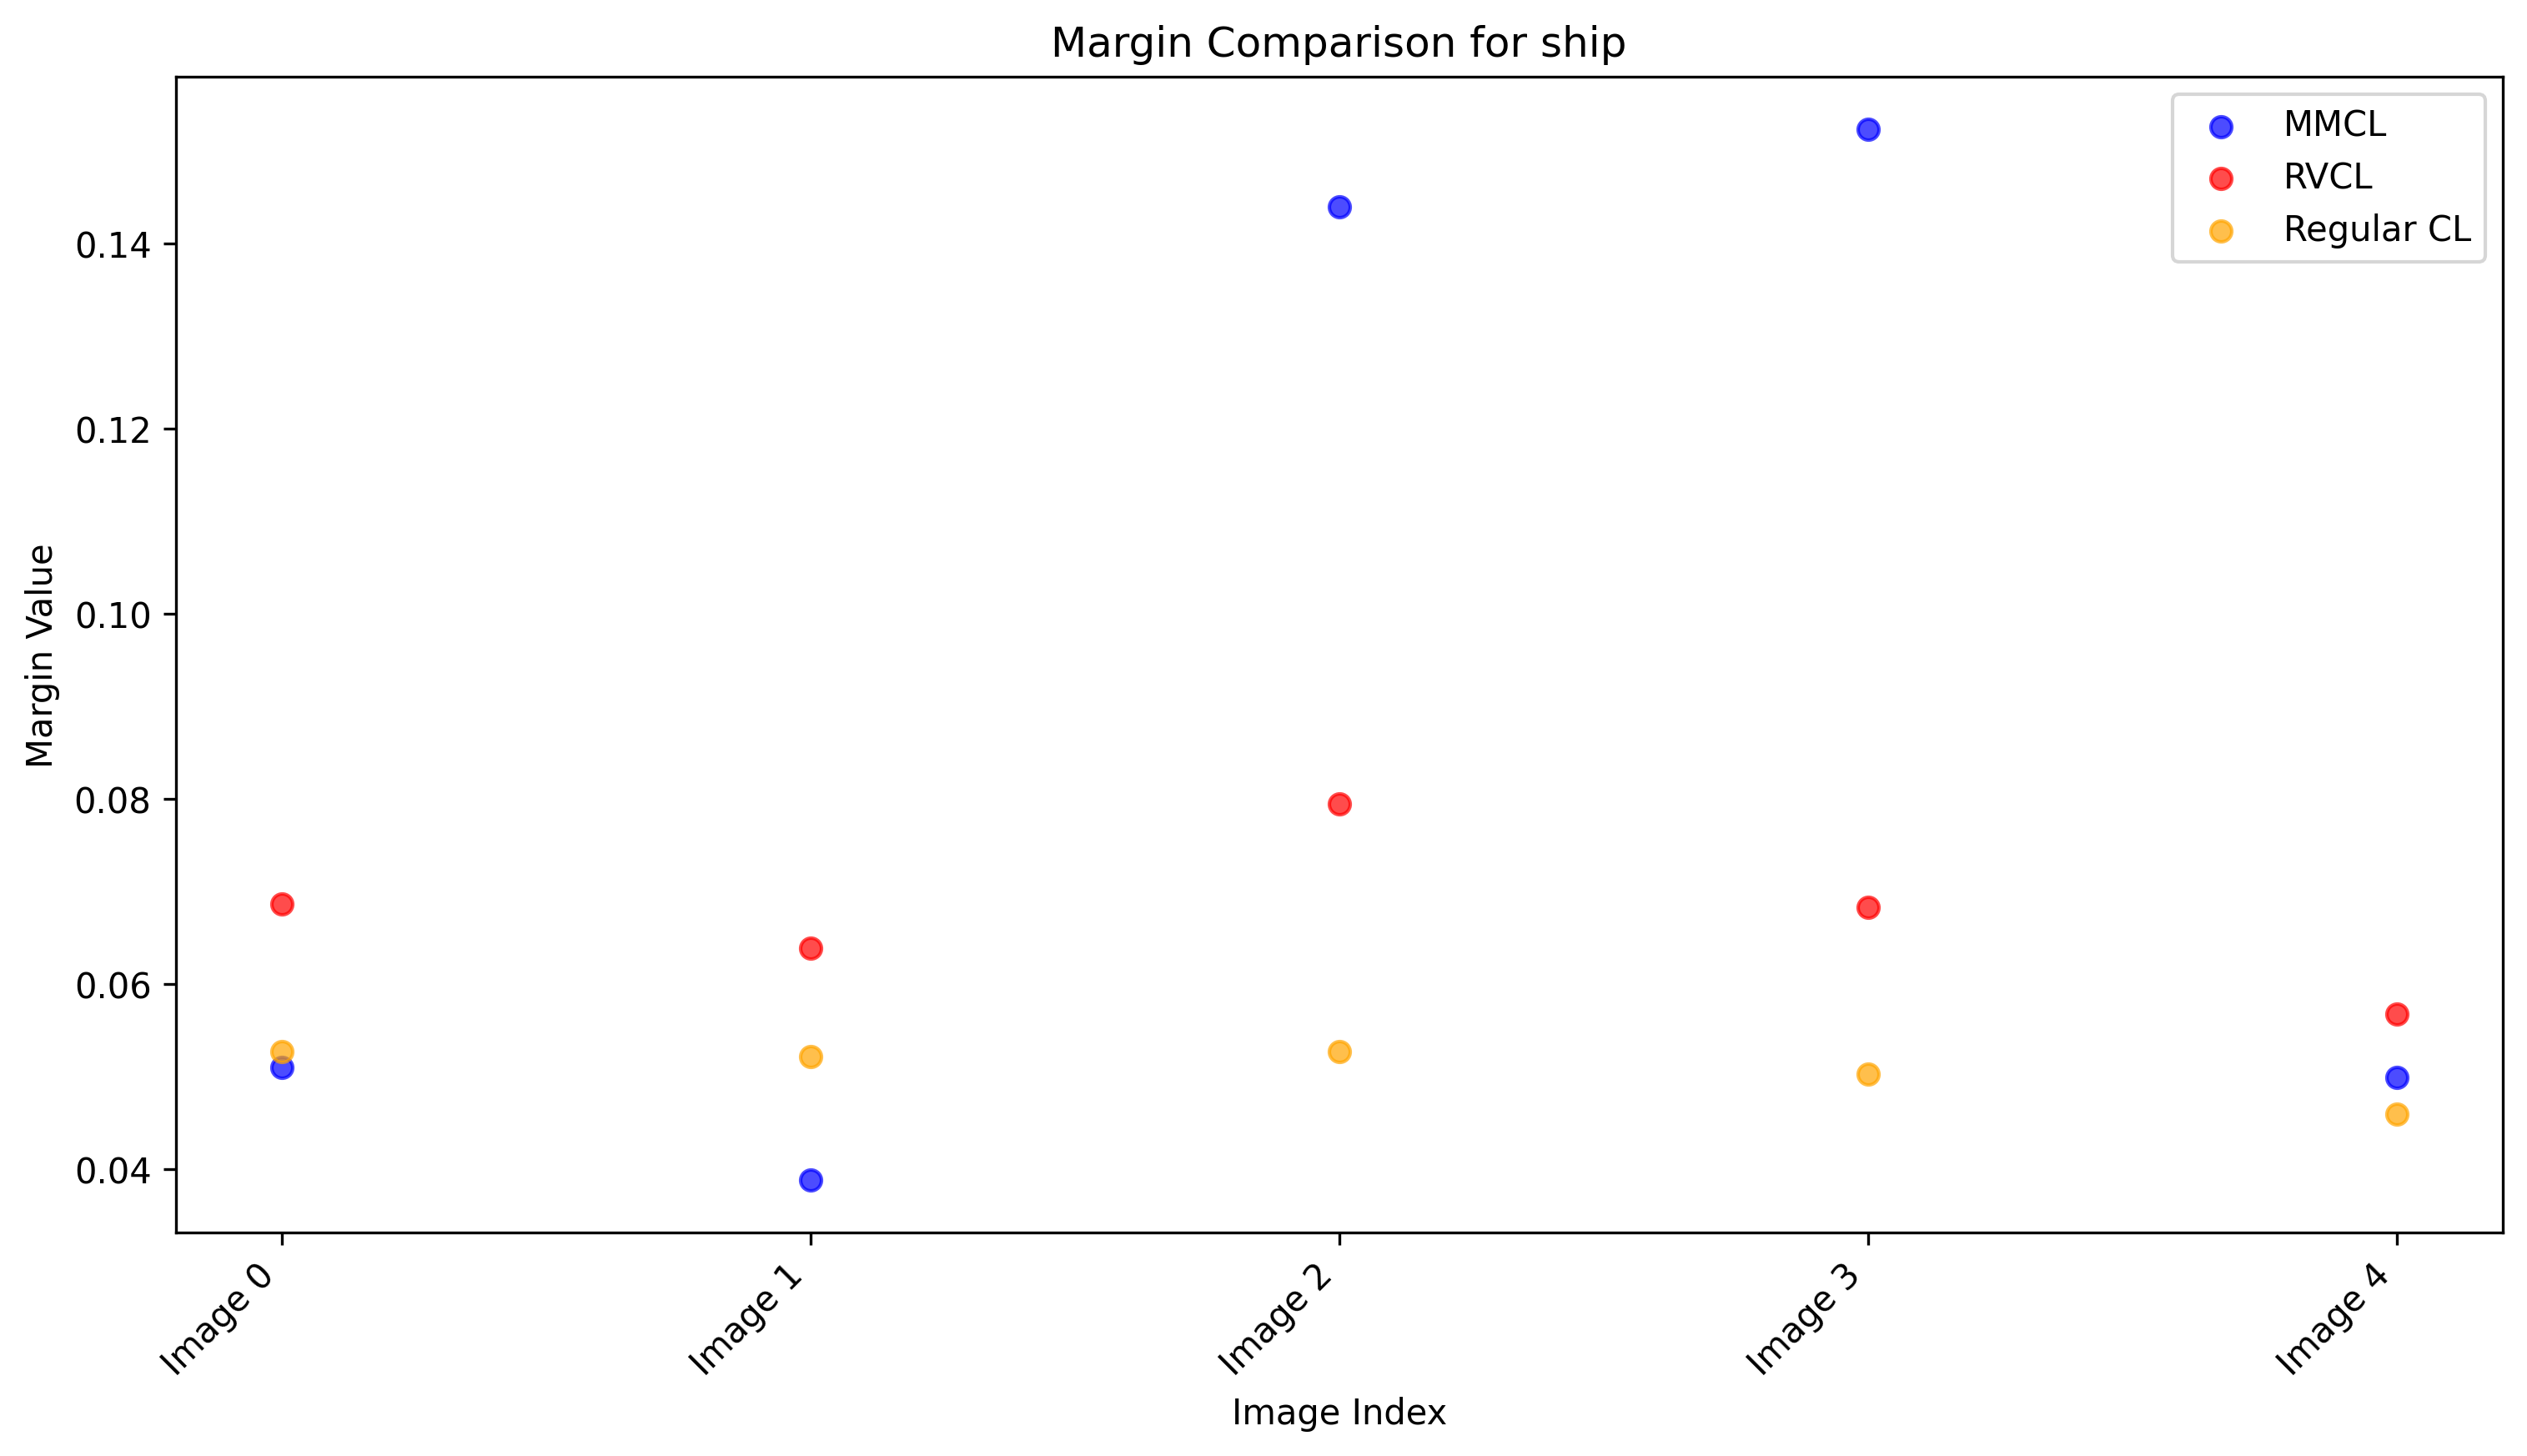 Margin Comparison for ship
MMCL
RVCL
Regular CL
Margin Value
0.14
0.12
0.10
0.08
0.06
0.04
Image 0
Image 1
Image 2
Image 3
Image 4
Image Index